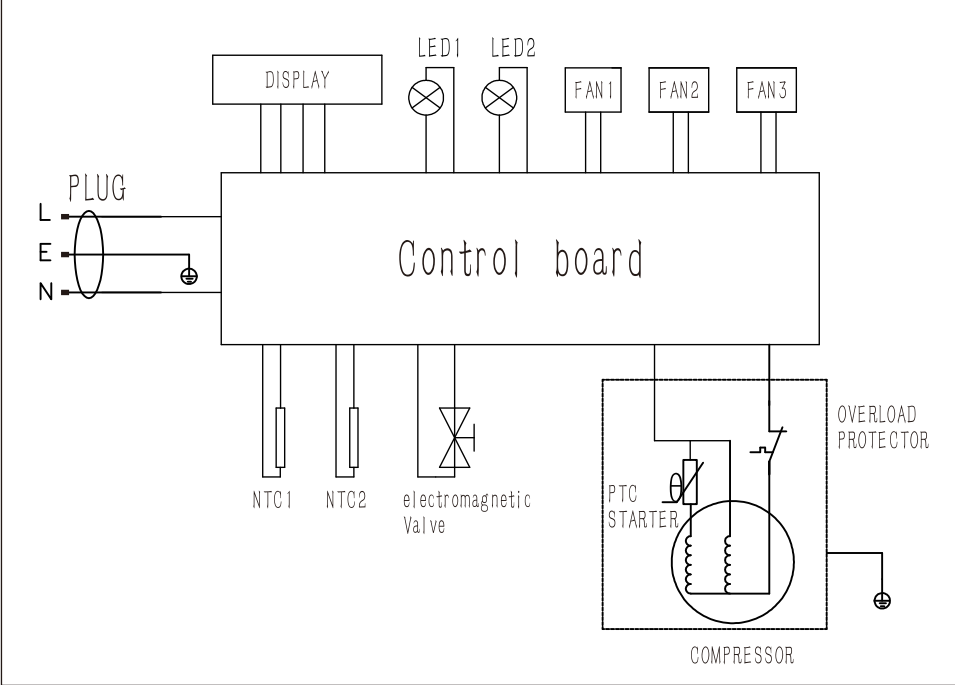 LED1 LED2
DISPLAY
FAN1 FAN2 FAN3
PLUG
L
E
N
Control board
OVERLOAD
PROTECTOR
NTC1 NTC2 electromagnetic
Valve
PTC
STARTER
θ
COMPRESSOR